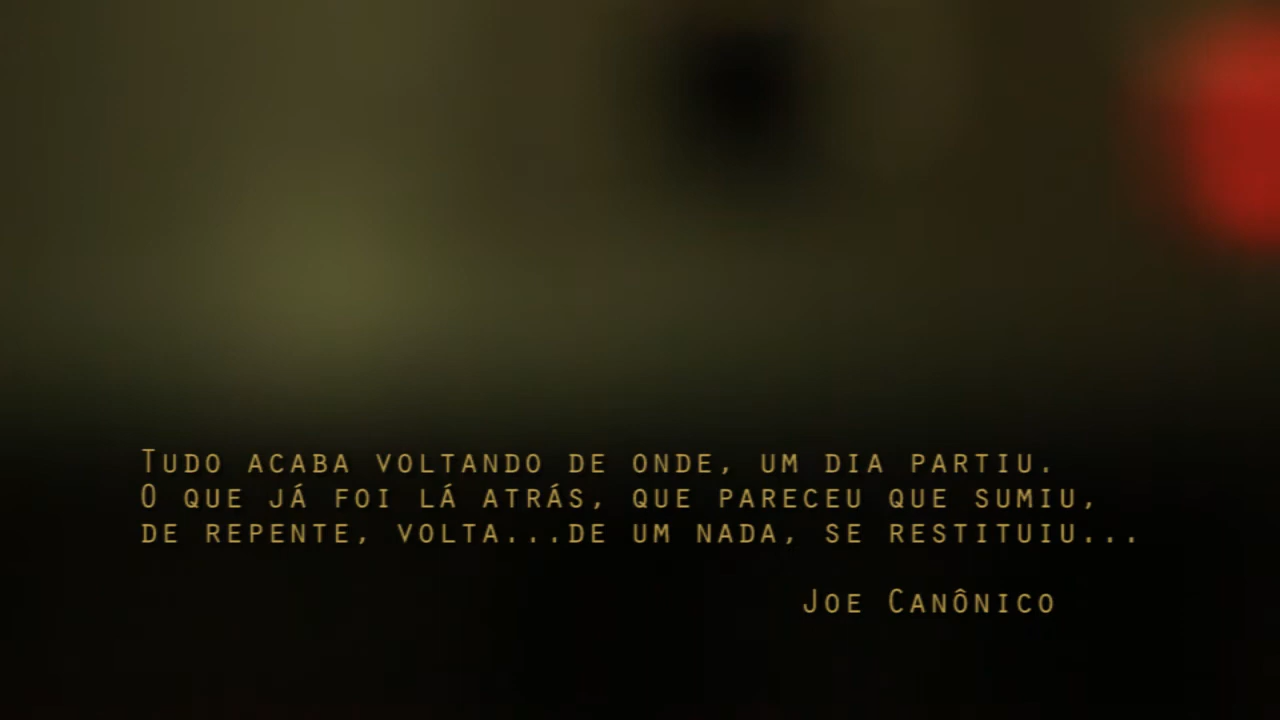 Tudo acaba voltando de onde, um dia partiu.
O que já foi lá atrás, que pareceu que sumiu,
de repente, volta...de um nada, se restituiu...
Joe Canônico